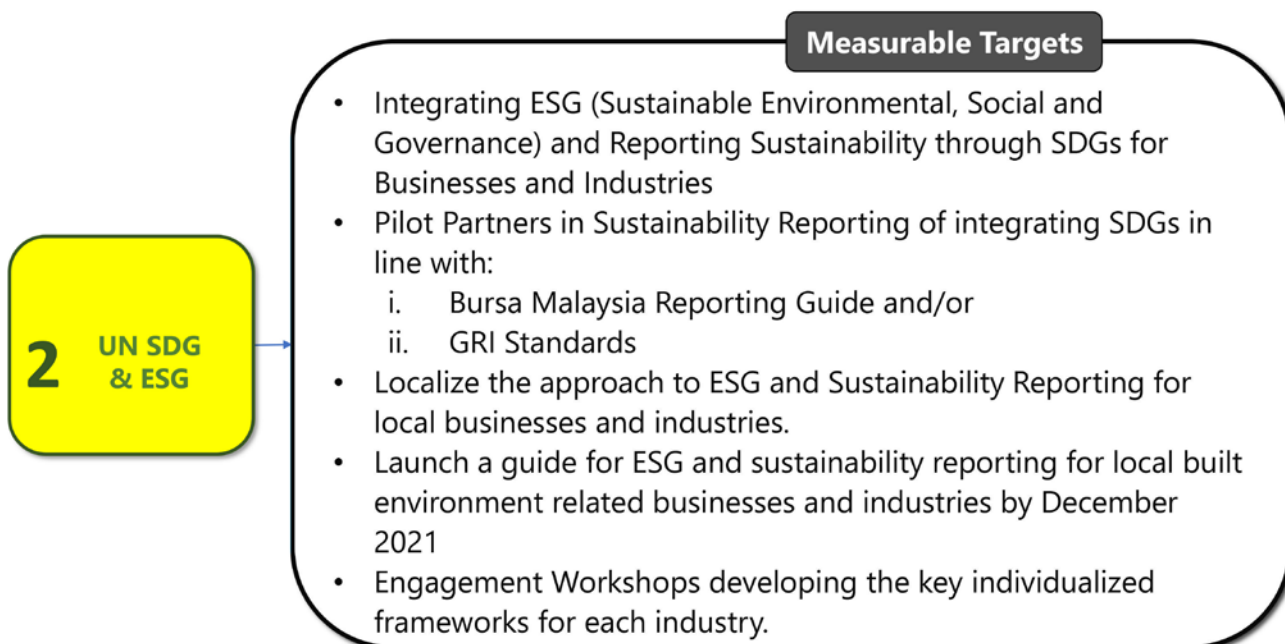 Measurable Targets
• Integrating ESG (Sustainable Environmental, Social and
Governance) and Reporting Sustainability through SDGs for
Businesses and Industries
• Pilot Partners in Sustainability Reporting of integrating SDGs in
line with:
i. Bursa Malaysia Reporting Guide and/or
ii. GRI Standards
• Localize the approach to ESG and Sustainability Reporting for
local businesses and industries.
• Launch a guide for ESG and sustainability reporting for local built
environment related businesses and industries by December
2021
• Engagement Workshops developing the key individualized
frameworks for each industry.
2
UN SDG
& ESG